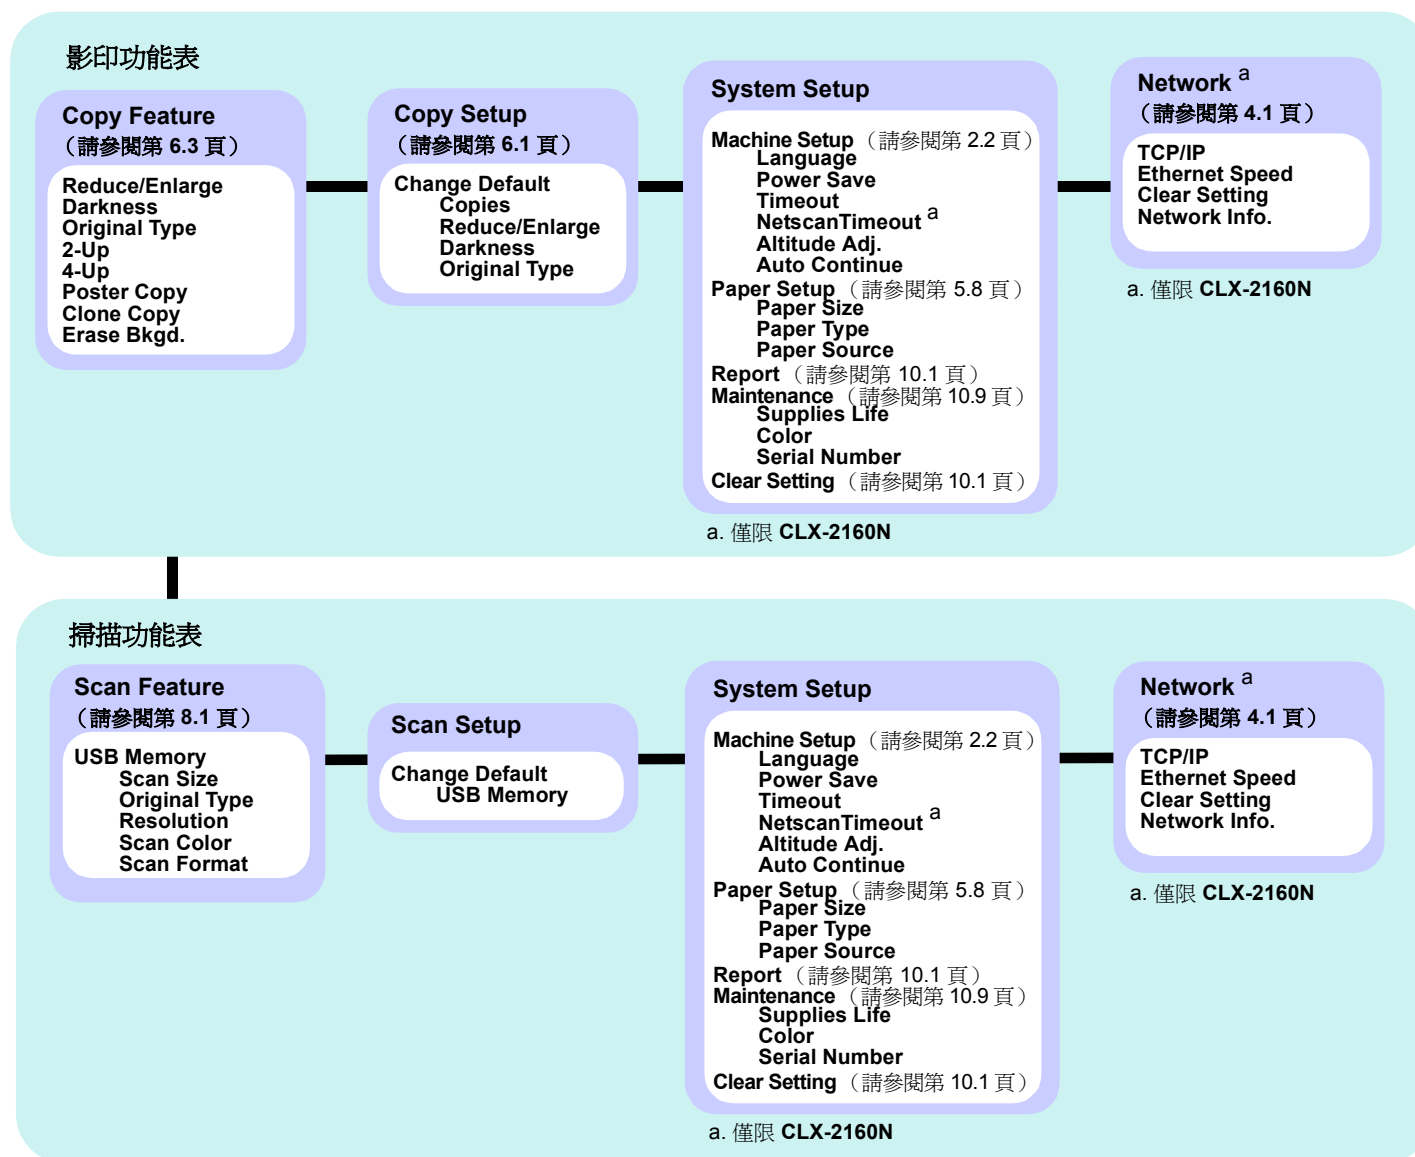 影印功能表
Copy Feature
（請參閱第 6.3 頁）
Reduce/Enlarge
Darkness
Original Type
2-Up
4-Up
Poster Copy
Clone Copy
Erase Bkgd.
Copy Setup
（請參閱第 6.1 頁）
Change Default
Copies
Reduce/Enlarge
Darkness
Original Type
System Setup
Machine Setup（請參閱第 2.2 頁）
Language
Power Save
Timeout
NetscanTimeout a
Altitude Adj.
Auto Continue
Paper Setup（請參閱第 5.8 頁）
Paper Size
Paper Type
Paper Source
Report（請參閱第 10.1 頁）
Maintenance（請參閱第 10.9 頁）
Supplies Life
Color
Serial Number
Clear Setting（請參閱第 10.1 頁）
a. 僅限 CLX-2160N
Network a
（請參閱第 4.1 頁）
TCP/IP
Ethernet Speed
Clear Setting
Network Info.
a. 僅限 CLX-2160N
掃描功能表
Scan Feature
（請參閱第 8.1 頁）
USB Memory
Scan Size
Original Type
Resolution
Scan Color
Scan Format
Scan Setup
Change Default
USB Memory
System Setup
Machine Setup（請參閱第 2.2 頁）
Language
Power Save
Timeout
NetscanTimeout a
Altitude Adj.
Auto Continue
Paper Setup（請參閱第 5.8 頁）
Paper Size
Paper Type
Paper Source
Report（請參閱第 10.1 頁）
Maintenance（請參閱第 10.9 頁）
Supplies Life
Color
Serial Number
Clear Setting（請參閱第 10.1 頁）
a. 僅限 CLX-2160N
Network a
（請參閱第 4.1 頁）
TCP/IP
Ethernet Speed
Clear Setting
Network Info.
a. 僅限 CLX-2160N